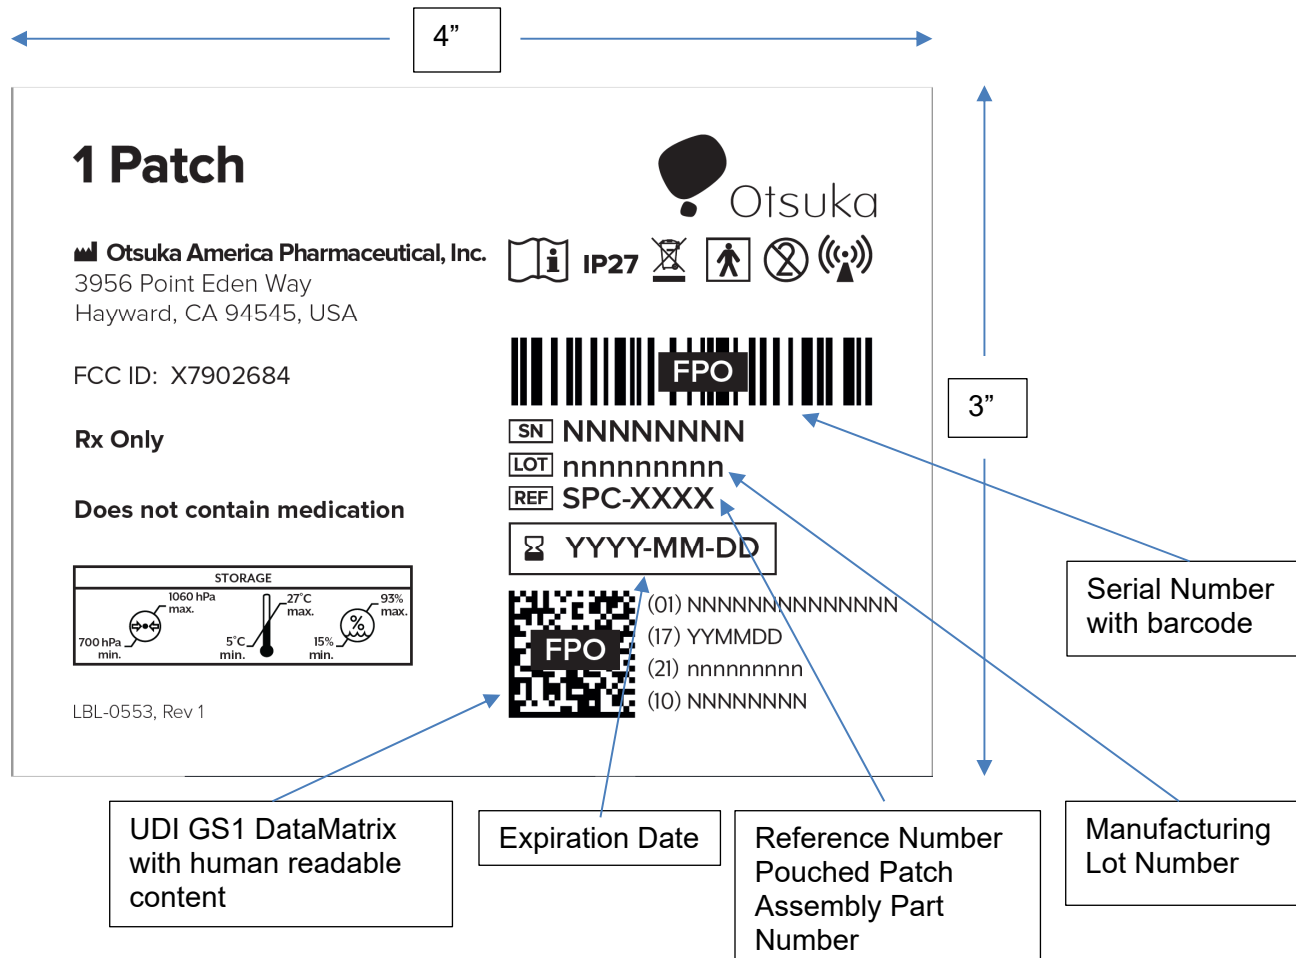 4”
1 Patch
Otsuka
Otsuka America Pharmaceutical, Inc.
3956 Point Eden Way
Hayward, CA 94545, USA
IP27
2
FCC ID: X7902684
FPO
3”
Rx Only
SN NNNNNNNN
LOT nnnnnnnnn
REF SPC-XXXX
Does not contain medication
YYYY-MM-DD
STORAGE
1060 hPa
max.
700 hPa
min.
27°C
max.
5°C
min.
93%
max.
%
15%
min.
FPO
(01) NNNNNNNNNNNNNN
(17) YYMMDD
(21) nnnnnnnnn
(10) NNNNNNNN
LBL-0553, Rev 1
Serial Number
with barcode
UDI GS1 DataMatrix
with human readable
content
Expiration Date
Reference Number
Pouched Patch
Assembly Part
Number
Manufacturing
Lot Number